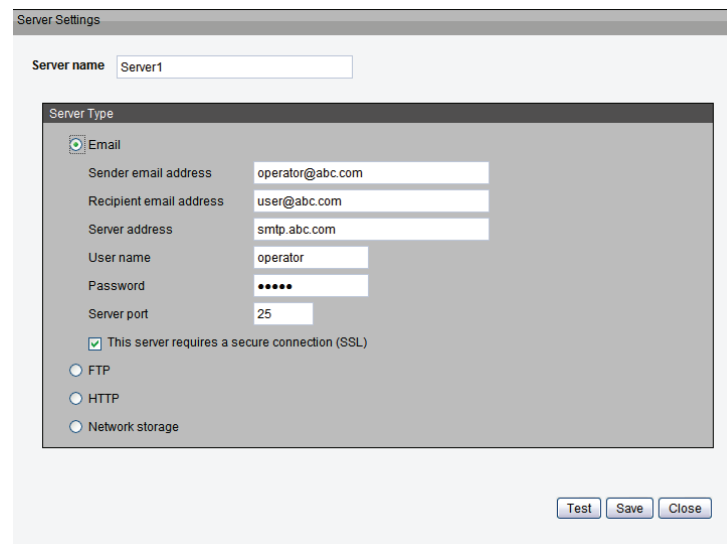 Server Settings
Server name Server1
Server Type
Email
Sender email address operator@abc.com
Recipient email address user@abc.com
Server address smtp.abc.com
User name operator
Password •••••
Server port 25
This server requires a secure connection (SSL)
FTP
HTTP
Network storage
Test Save Close